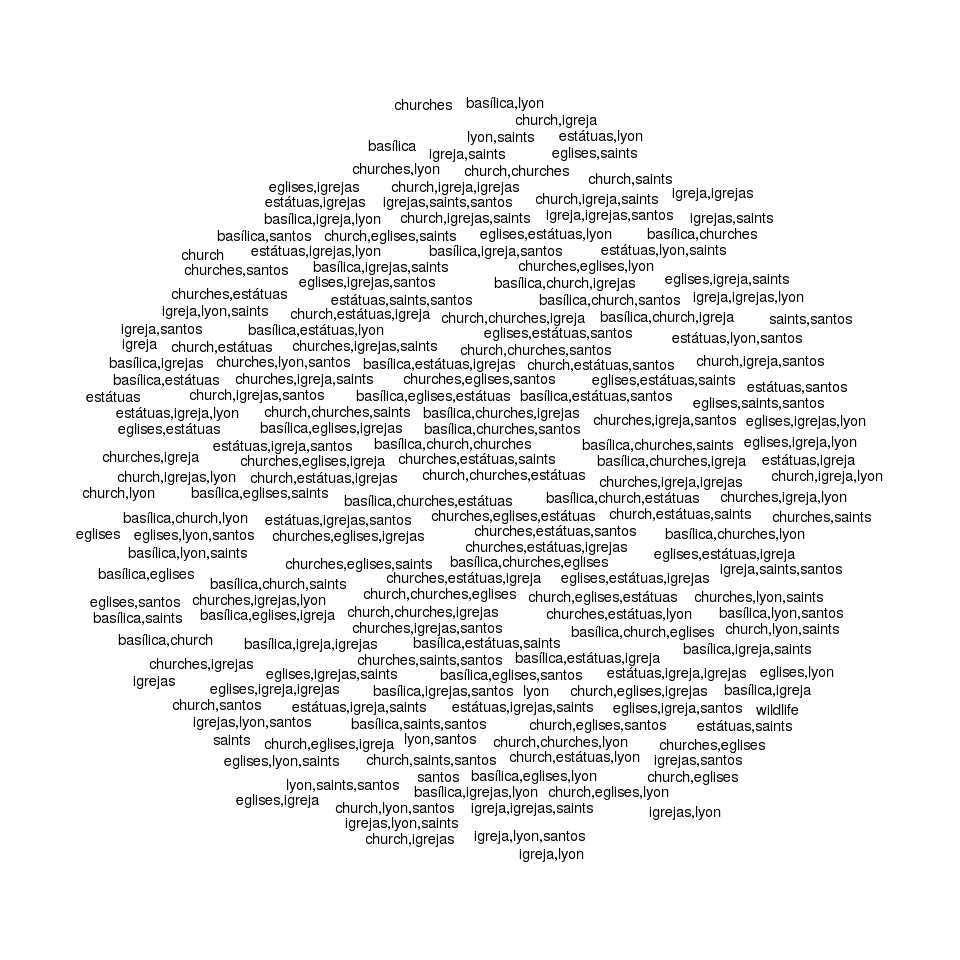 churches basílica,lyon
church,igreja
lyon,saints estátuas,lyon
basílica igreja,saints eglises,saints
churches,lyon church,churches
church,saints
eglises,igrejas church,igreja,igrejas igreja,igrejas
estátuas,igrejas igrejas,saints,santos church,igreja,saints
basílica,igreja,lyon church,igrejas,saints igreja,igrejas,santos igrejas,saints
basílica,santos church,eglises,saints eglises,estátuas,lyon basílica,churches
church estátuas,igrejas,lyon basílica,igreja,santos estátuas,lyon,saints
churches,santos basílica,igrejas,saints churches,eglises,lyon
eglises,igrejas,santos basílica,church,igrejas eglises,igreja,saints
churches,estátuas estátuas,saints,santos basílica,church,santos igreja,igrejas,lyon
igreja,lyon,saints church,estátuas,igreja church,churches,igreja basílica,church,igreja saints,santos
igreja,santos basílica,estátuas,lyon eglises,estátuas,santos estátuas,lyon,santos
igreja church,estátuas churches,igrejas,saints church,churches,santos
basílica,igrejas churches,lyon,santos basílica,estátuas,igrejas church,estátuas,santos church,igreja,santos
basílica,estátuas churches,igreja,saints churches,eglises,santos eglises,estátuas,saints estátuas,santos
estátuas church,igrejas,santos basílica,eglises,estátuas basílica,estátuas,santos eglises,saints,santos
estátuas,igreja,lyon church,churches,saints basílica,churches,igrejas churches,igreja,santos eglises,igrejas,lyon
eglises,estátuas basílica,eglises,igrejas basílica,churches,santos
estátuas,igreja,santos basílica,church,churches basílica,churches,saints eglises,igreja,lyon
churches,igreja churches,eglises,igreja churches,estátuas,saints basílica,churches,igreja estátuas,igreja
church,igrejas,lyon church,estátuas,igrejas church,churches,estátuas churches,igreja,igrejas church,igreja,lyon
church,lyon basílica,eglises,saints basílica,churches,estátuas basílica,church,estátuas churches,igreja,lyon
basílica,church,lyon estátuas,igrejas,santos churches,eglises,estátuas church,estátuas,saints churches,saints
eglises eglises,lyon,santos churches,eglises,igrejas churches,estátuas,santos basílica,churches,lyon
basílica,lyon,saints churches,estátuas,igrejas eglises,estátuas,igreja
churches,eglises,saints basílica,churches,eglises igreja,saints,santos
basílica,eglises basílica,church,saints churches,estátuas,igreja eglises,estátuas,igrejas
eglises,santos churches,igrejas,lyon church,churches,eglises church,eglises,estátuas churches,lyon,saints
basílica,saints basílica,eglises,igreja church,churches,igrejas churches,estátuas,lyon basílica,lyon,santos
churches,igrejas,santos basílica,church,eglises church,lyon,saints
basílica,church basílica,igreja,igrejas basílica,estátuas,saints basílica,igreja,saints
churches,igrejas churches,saints,santos basílica,estátuas,igreja
igrejas eglises,igrejas,saints basílica,eglises,santos estátuas,igreja,igrejas eglises,lyon
eglises,igreja,igrejas basílica,igrejas,santos lyon church,eglises,igrejas basílica,igreja
church,santos estátuas,igreja,saints estátuas,igrejas,saints eglises,igreja,santos wildlife
igrejas,lyon,santos basílica,saints,santos church,eglises,santos estátuas,saints
saints church,eglises,igreja lyon,santos church,churches,lyon churches,eglises
eglises,lyon,saints church,saints,santos church,estátuas,lyon igrejas,santos
lyon,saints,santos santos basílica,eglises,lyon church,eglises
eglises,igreja basílica,igrejas,lyon church,eglises,lyon
church,lyon,santos igreja,igrejas,saints igrejas,lyon
igrejas,lyon,saints
church,igrejas igreja,lyon,santos
igreja,lyon